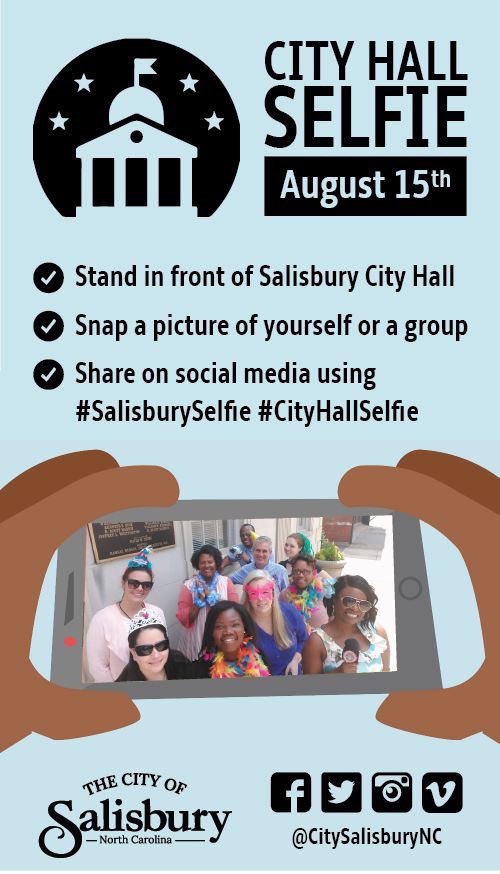 CITY HALL
SELFIE
August 15th
Stand in front of Salisbury City Hall
Snap a picture of yourself or a group
Share on social media using
#SalisburySelfie #CityHallSelfie
THE CITY OF
Salisbury
North Carolina
@CitySalisburyNC